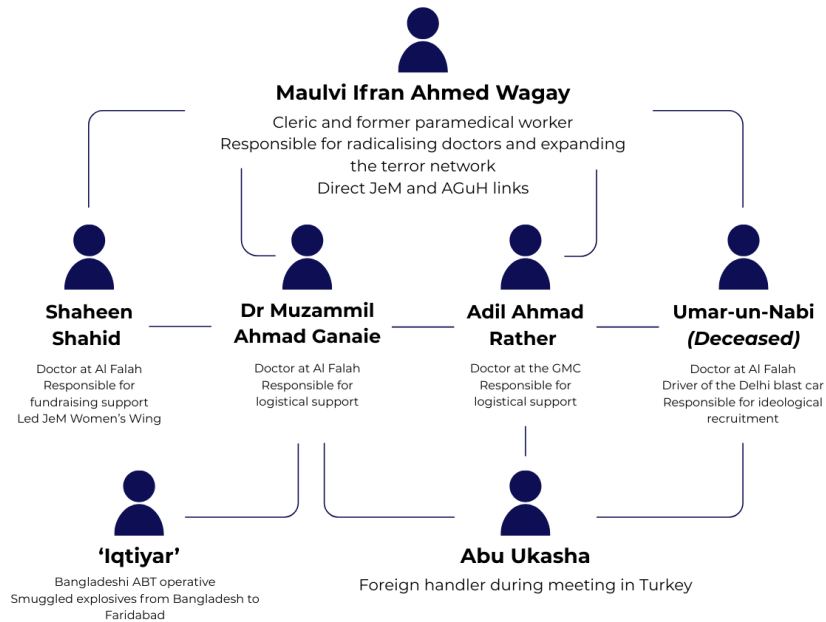 Maulvi Ifran Ahmed Wagay
Cleric and former paramedical worker
Responsible for radicalising doctors and expanding
the terror network
Direct JeM and AGuH links
Shaheen
Shahid
Doctor at Al Falah
Responsible for
fundraising support
Led JeM Women’s Wing
Dr Muzammil
Ahmad Ganaie
Doctor at Al Falah
Responsible for
logistical support
Adil Ahmad
Rather
Doctor at the GMC
Responsible for
logistical support
Umar-un-Nabi
(Deceased)
Doctor at Al Falah
Driver of the Delhi blast car
Responsible for ideological
recruitment
‘Iqtiyar’
Bangladeshi ABT operative
Smuggled explosives from Bangladesh to
Faridabad
Abu Ukasha
Foreign handler during meeting in Turkey